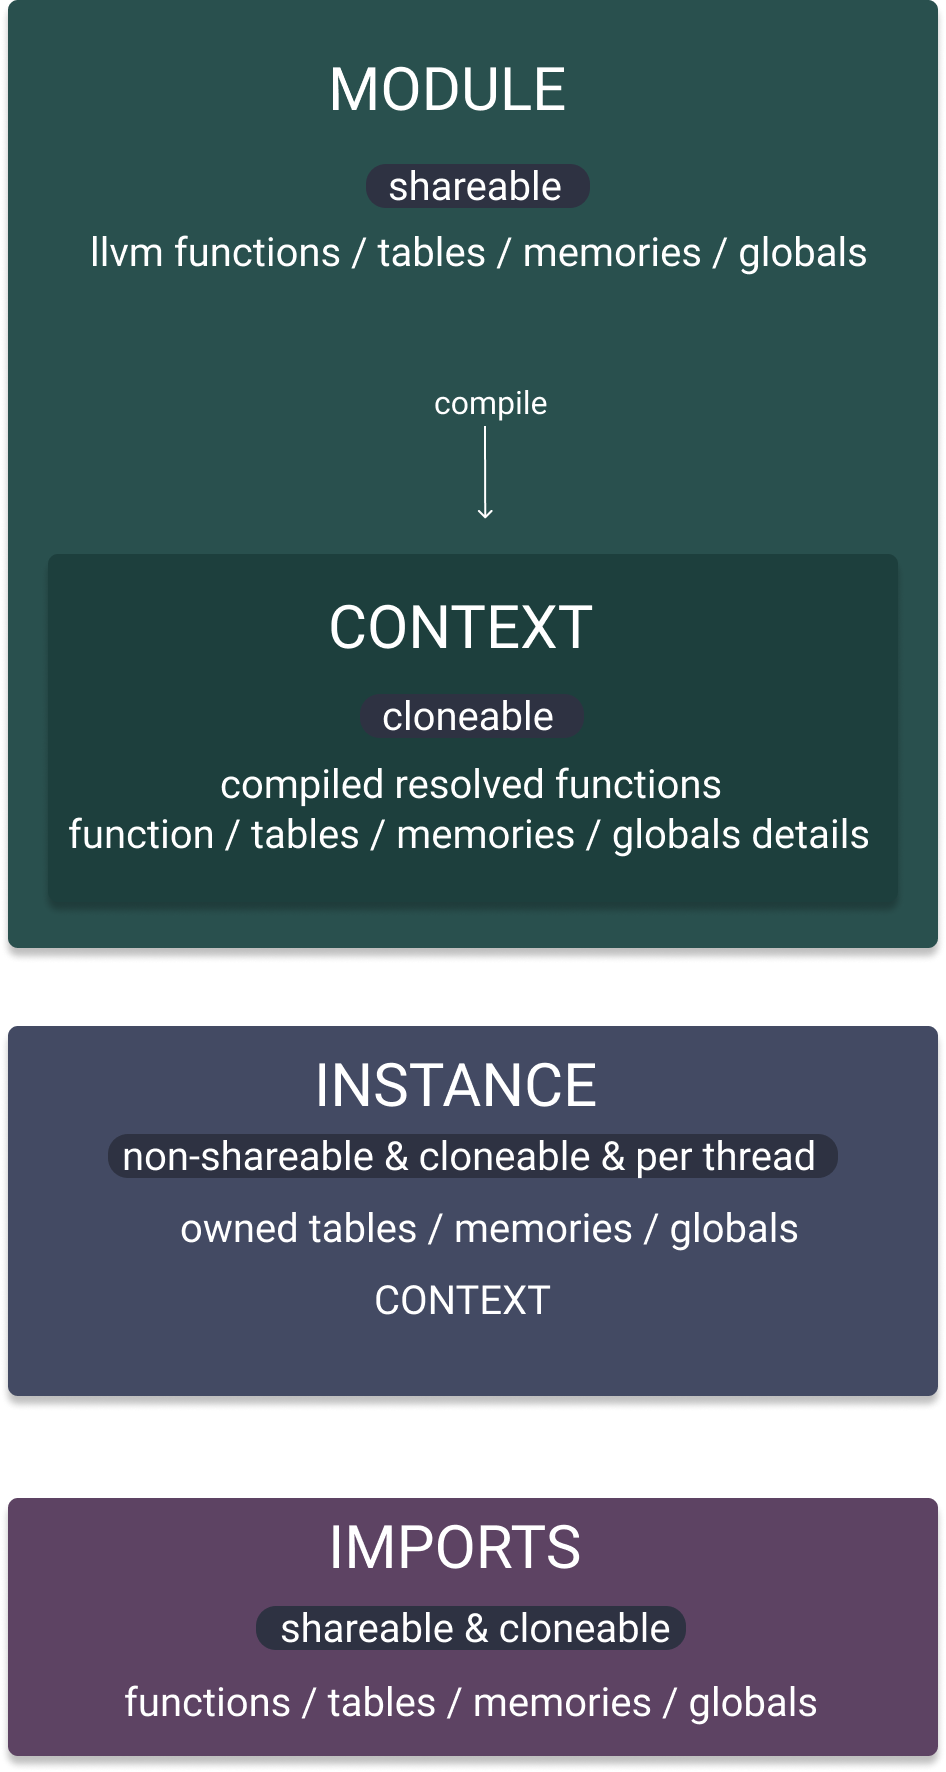 MODULE
shareable
llvm functions / tables / memories / globals
compile
CONTEXT
cloneable
compiled resolved functions
function / tables / memories / globals details
INSTANCE
non-shareable & cloneable & per thread
owned tables / memories / globals
CONTEXT
IMPORTS
shareable & cloneable
functions / tables / memories / globals